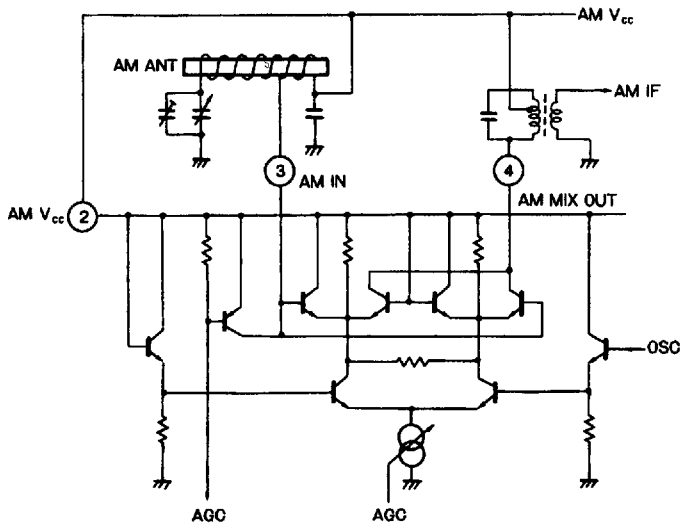 AM Vcc
AM ANT
AM IF
3
AM IN
4
AM MIX OUT
AM Vcc 2
OSC
AGC
AGC